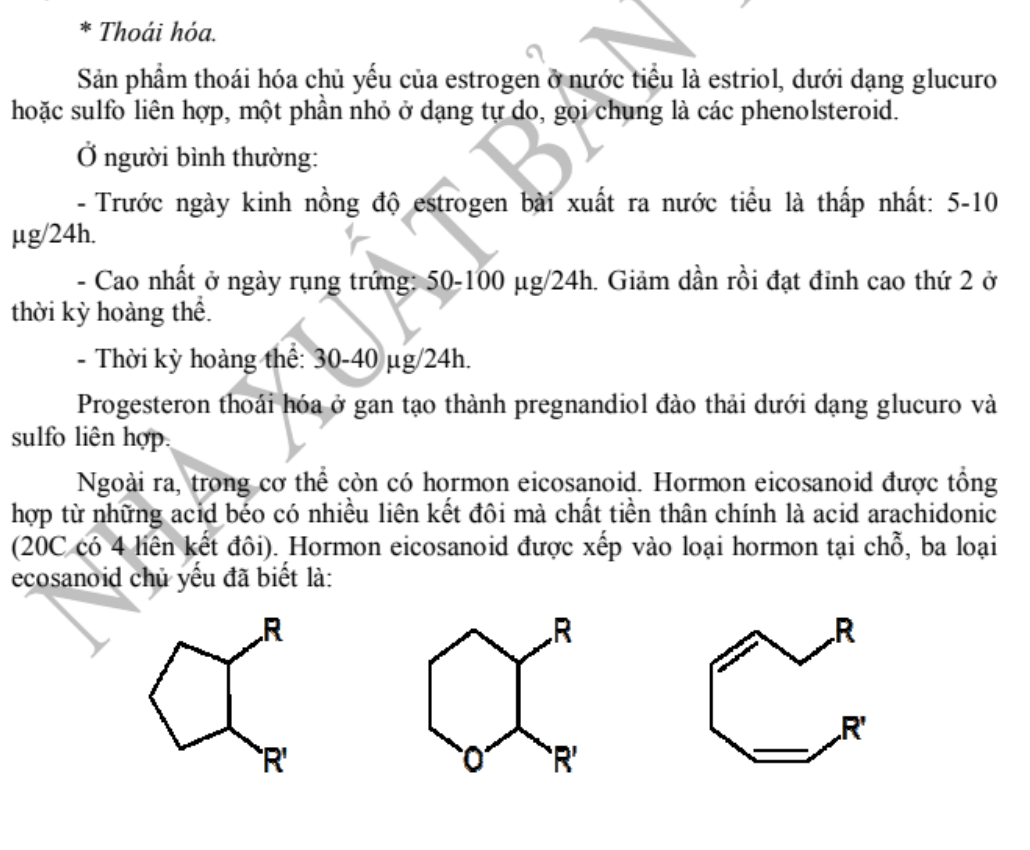 * Thoái hóa.
Sản phẩm thoái hóa chủ yếu của estrogen ở nước tiểu là estriol, dưới dạng glucuro
hoặc sulfo liên hợp, một phần nhỏ ở dạng tự do, gọi chung là các phenolsteroid.
Ở người bình thường:
- Trước ngày kinh nồng độ estrogen bài xuất ra nước tiểu là thấp nhất: 5-10
µg/24h.
- Cao nhất ở ngày rụng trứng: 50-100 µg/24h. Giảm dần rồi đạt đỉnh cao thứ 2 ở
thời kỳ hoàng thể.
- Thời kỳ hoàng thể: 30-40 µg/24h.
Progesteron thoái hóa ở gan tạo thành pregnandiol đào thải dưới dạng glucuro và
sulfo liên hợp.
Ngoài ra, trong cơ thể còn có hormon eicosanoid. Hormon eicosanoid được tổng
hợp từ những acid béo có nhiều liên kết đôi mà chất tiền thân chính là acid arachidonic
(20C có 4 liên kết đôi). Hormon eicosanoid được xếp vào loại hormon tại chỗ, ba loại
ecosanoid chủ yếu đã biết là:
R R R
R' O R' R'
NHÀ XUẤT BẢN